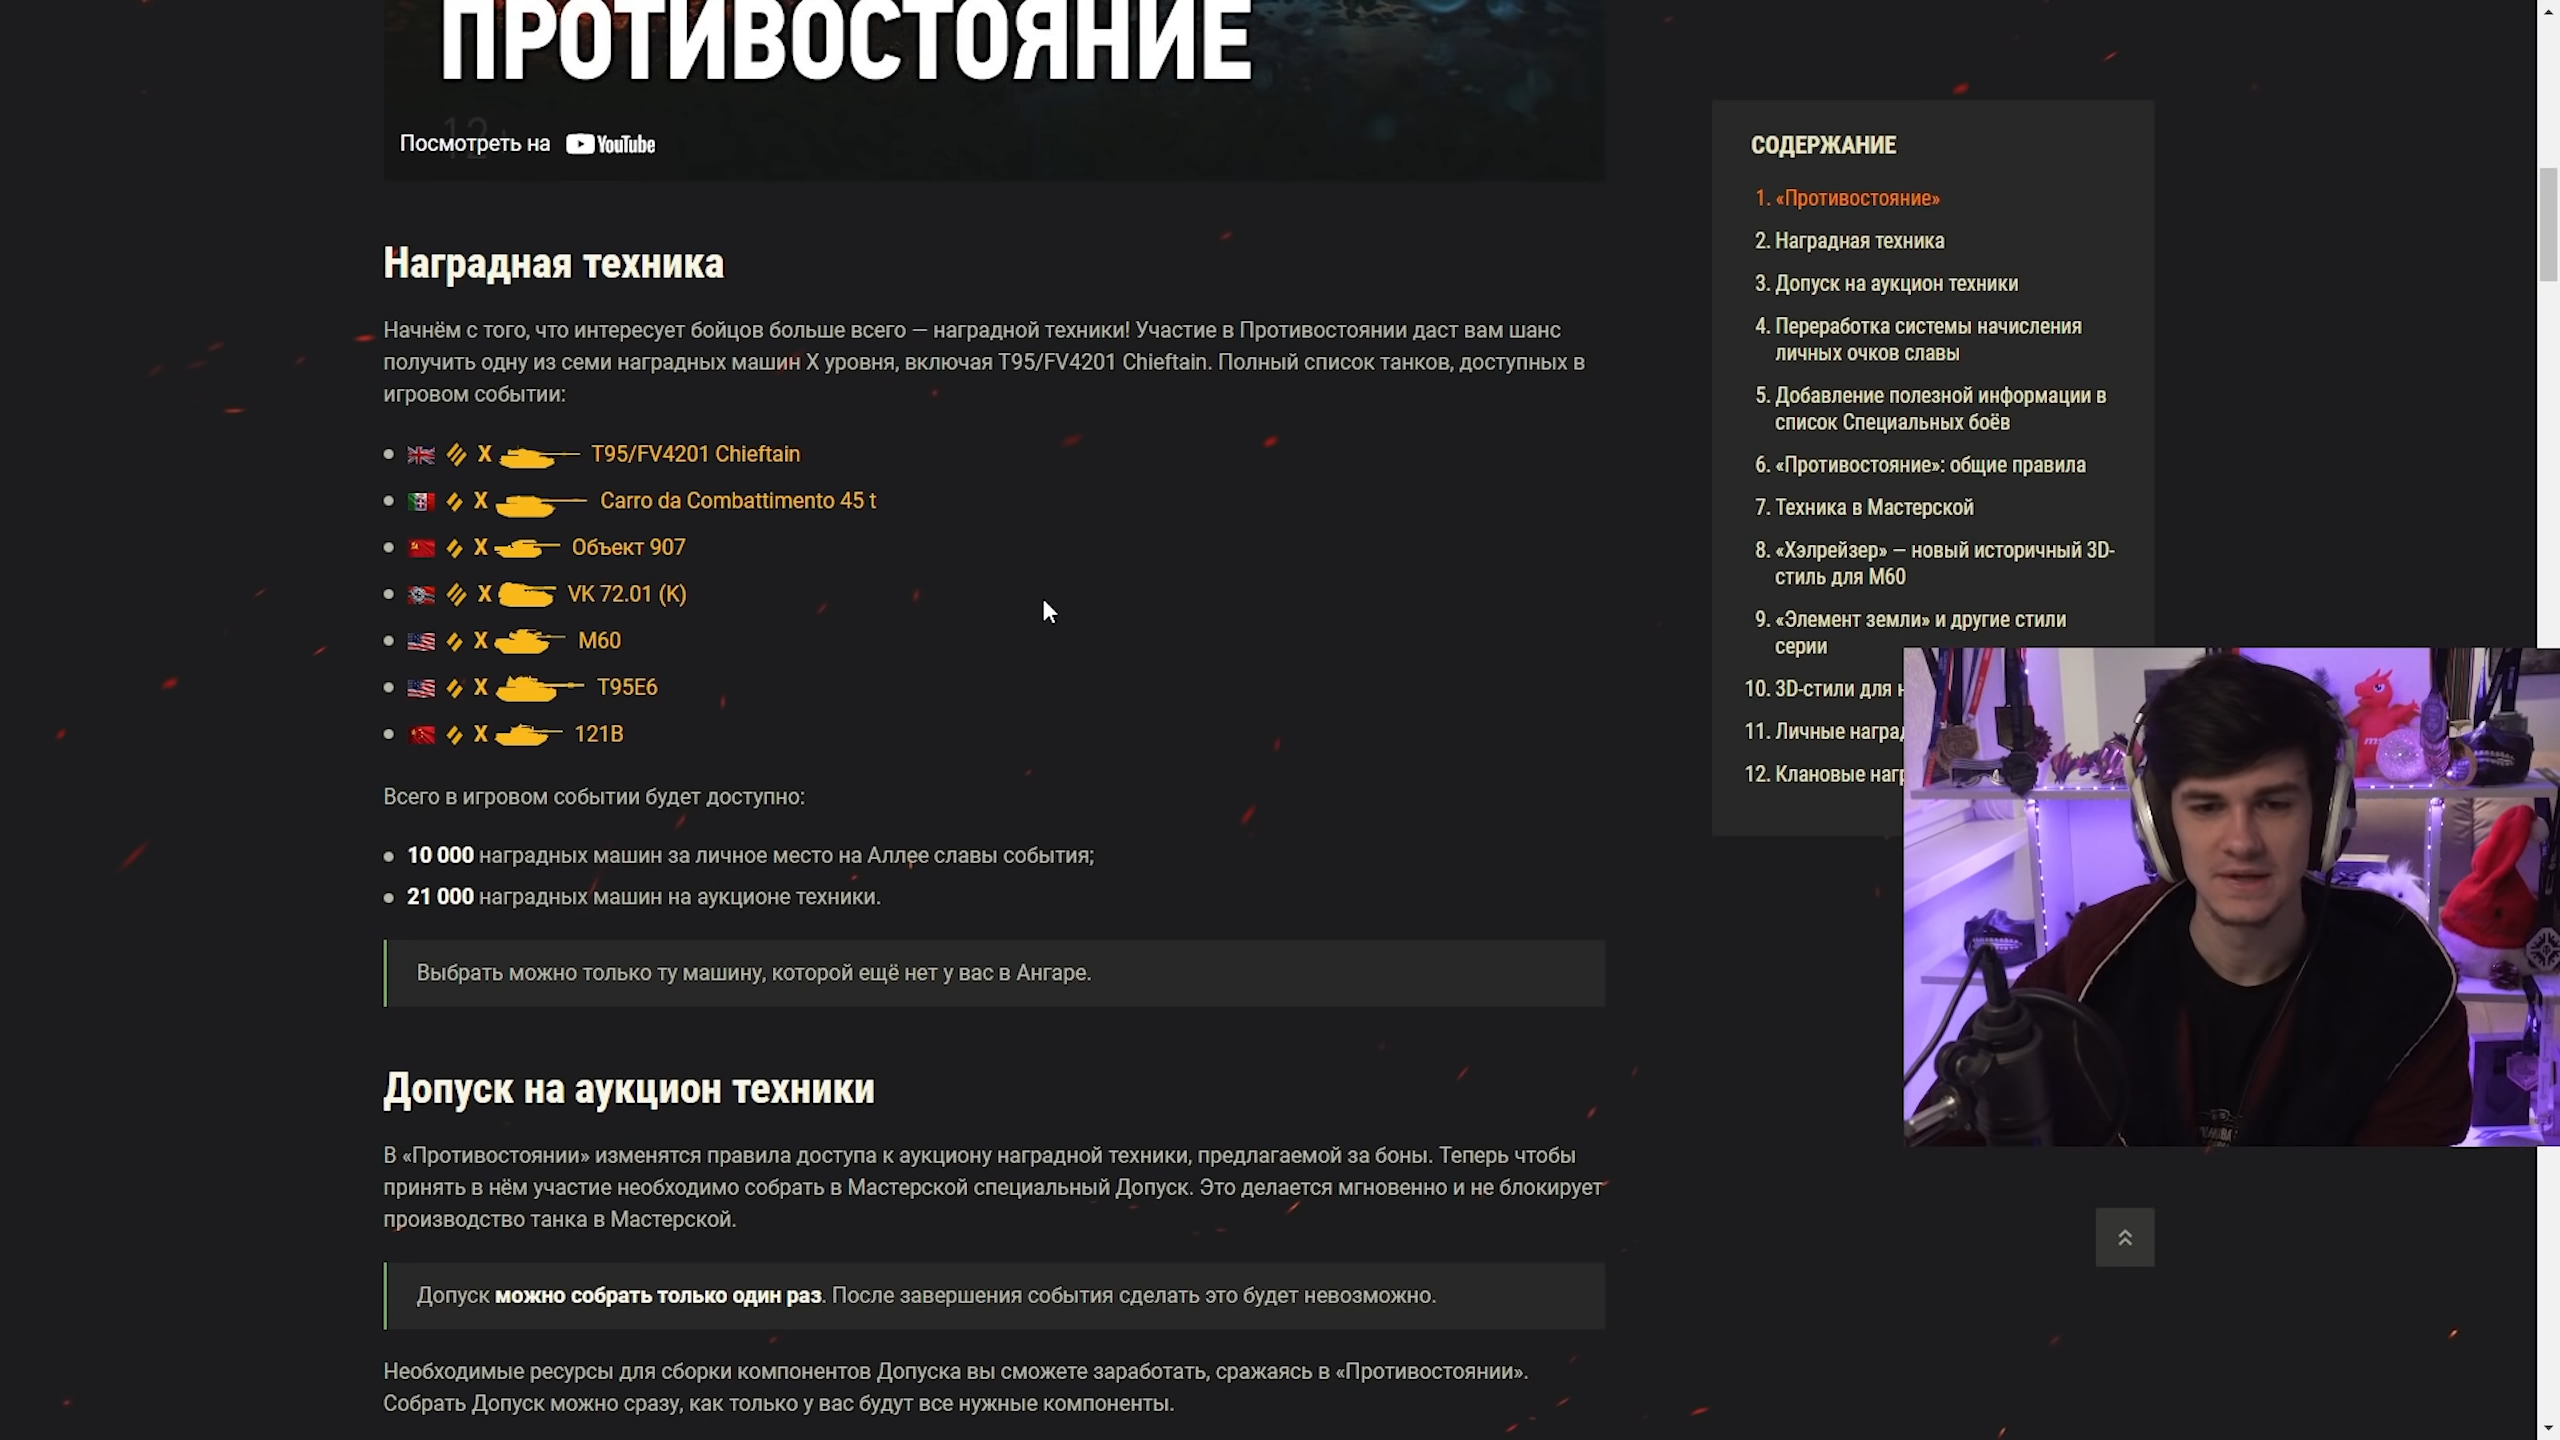 ПРОТИВОСТОЯНИЕ
12+
Посмотреть на YouTube
Наградная техника
Начнём с того, что интересует бойцов больше всего — наградной техники! Участие в Противостоянии даст вам шанс
получить одну из семи наградных машин X уровня, включая T95/FV4201 Chieftain. Полный список танков, доступных в
игровом событии:
X T95/FV4201 Chieftain
X Carro da Combattimento 45 t
X Объект 907
X VK 72.01 (K)
X M60
X T95E6
X 121B
Всего в игровом событии будет доступно:
10 000 наградных машин за личное место на Аллее славы события;
21 000 наградных машин на аукционе техники.
Выбрать можно только ту машину, которой ещё нет у вас в Ангаре.
Допуск на аукцион техники
В «Противостоянии» изменятся правила доступа к аукциону наградной техники, предлагаемой за боны. Теперь чтобы
принять в нём участие необходимо собрать в Мастерской специальный Допуск. Это делается мгновенно и не блокирует
производство танка в Мастерской.
Допуск можно собрать только один раз. После завершения события сделать это будет невозможно.
Необходимые ресурсы для сборки компонентов Допуска вы сможете заработать, сражаясь в «Противостоянии».
Собрать Допуск можно сразу, как только у вас будут все нужные компоненты.
СОДЕРЖАНИЕ
1. «Противостояние»
2. Наградная техника
3. Допуск на аукцион техники
4. Переработка системы начисления
личных очков славы
5. Добавление полезной информации в
список Специальных боёв
6. «Противостояние»: общие правила
7. Техника в Мастерской
8. «Хэлрейзер» — новый историчный 3D-
стиль для M60
9. «Элемент земли» и другие стили
серии
10. 3D-стили для
11. Личные
12. Клановые